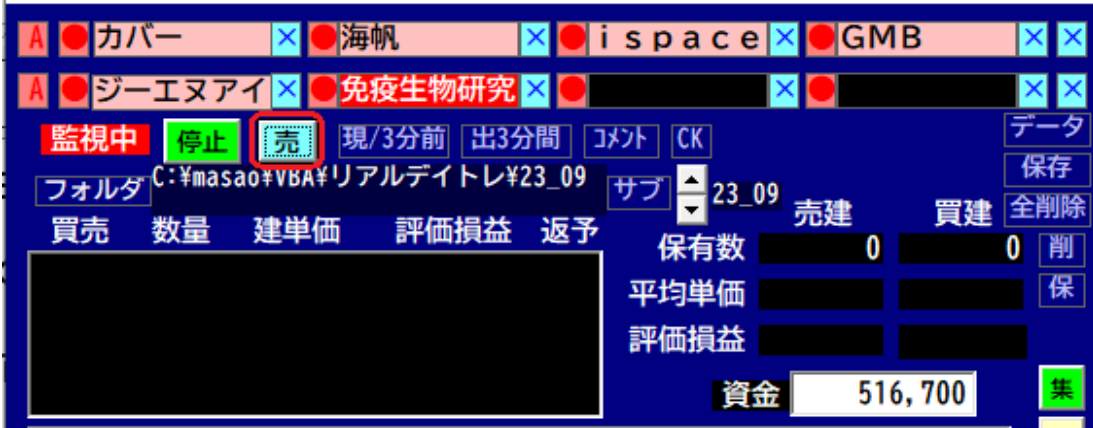 A カバー × 海帆 × ｉｓｐａｃｅ × GMB × ×
A ジーエヌアイ × 免疫生物研究 × × × ×
監視中 停止 売 現/3分前 出3分間 ｺﾒﾝﾄ CK データ
フォルダ C:¥masao¥VBA¥リアルデイトレ¥23_09 サブ 23_09 保存
買売 数量 建単価 評価損益 返予 売建 買建 全削除
保有数 0 0 削
平均単価 保
評価損益
資金 516,700 集